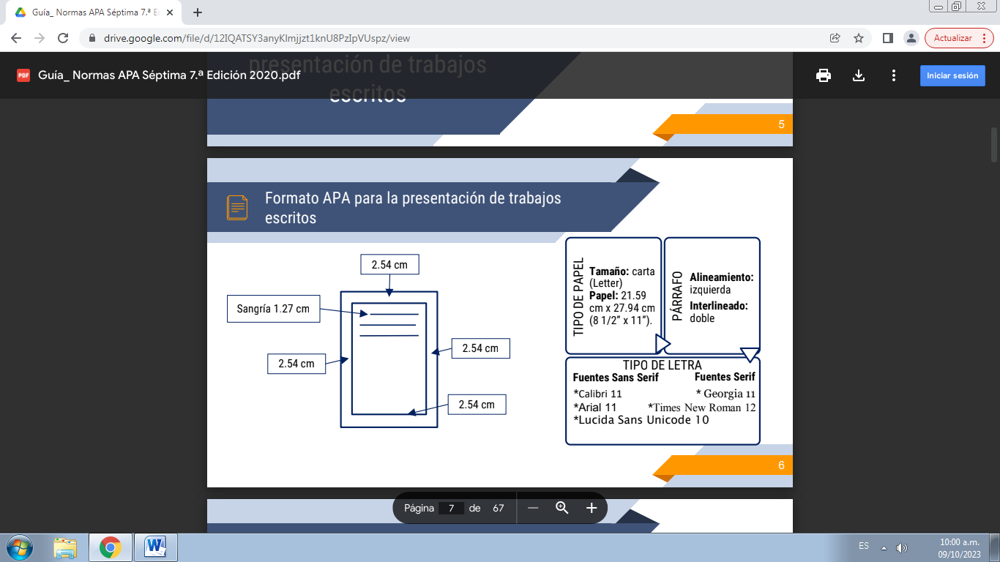 Guía_ Normas APA Séptima 7.ª E
drive.google.com/file/d/12IQATSY3anyKlmjjzt1knU8PzIpVUspz/view
Actualizar
PDF
Guía_ Normas APA Séptima 7.ª Edición 2020.pdf
Iniciar sesión
presentación de trabajos
escritos
5
Formato APA para la presentación de trabajos
escritos
2.54 cm
Sangría 1.27 cm
2.54 cm
2.54 cm
2.54 cm
TIPO DE PAPEL
Tamaño: carta
(Letter)
Papel: 21.59
cm x 27.94 cm
(8 1/2” x 11”).
PÁRRAFO
Alineamiento:
izquierda
Interlineado:
doble
TIPO DE LETRA
Fuentes Sans Serif
Fuentes Serif
*Calibri 11
* Georgia 11
*Arial 11
*Times New Roman 12
*Lucida Sans Unicode 10
6
Página 7 de 67
ES
10:00 a.m.
09/10/2023